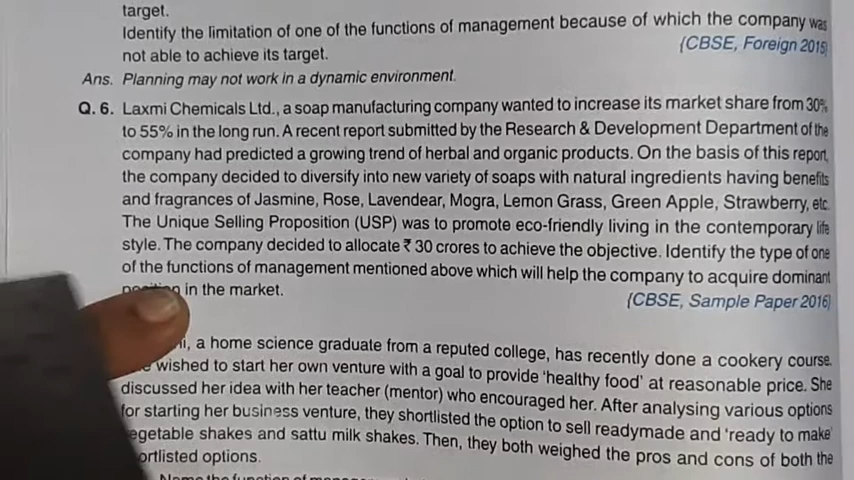 target.
Identify the limitation of one of the functions of management because of which the company was
not able to achieve its target. {CBSE, Foreign 2015}
Ans. Planning may not work in a dynamic environment.
Q. 6. Laxmi Chemicals Ltd., a soap manufacturing company wanted to increase its market share from 30%
to 55% in the long run. A recent report submitted by the Research & Development Department of the
company had predicted a growing trend of herbal and organic products. On the basis of this report,
the company decided to diversify into new variety of soaps with natural ingredients having benefits
and fragrances of Jasmine, Rose, Lavendear, Mogra, Lemon Grass, Green Apple, Strawberry, etc.
The Unique Selling Proposition (USP) was to promote eco-friendly living in the contemporary life
style. The company decided to allocate ₹ 30 crores to achieve the objective. Identify the type of one
of the functions of management mentioned above which will help the company to acquire dominant
in the market. {CBSE, Sample Paper 2016}
a home science graduate from a reputed college, has recently done a cookery course.
wished to start her own venture with a goal to provide 'healthy food' at reasonable price. She
discussed her idea with her teacher (mentor) who encouraged her. After analysing various options
for starting her business venture, they shortlisted the option to sell readymade and 'ready to make'
egetable shakes and sattu milk shakes. Then, they both weighed the pros and cons of both the
ortlisted options.